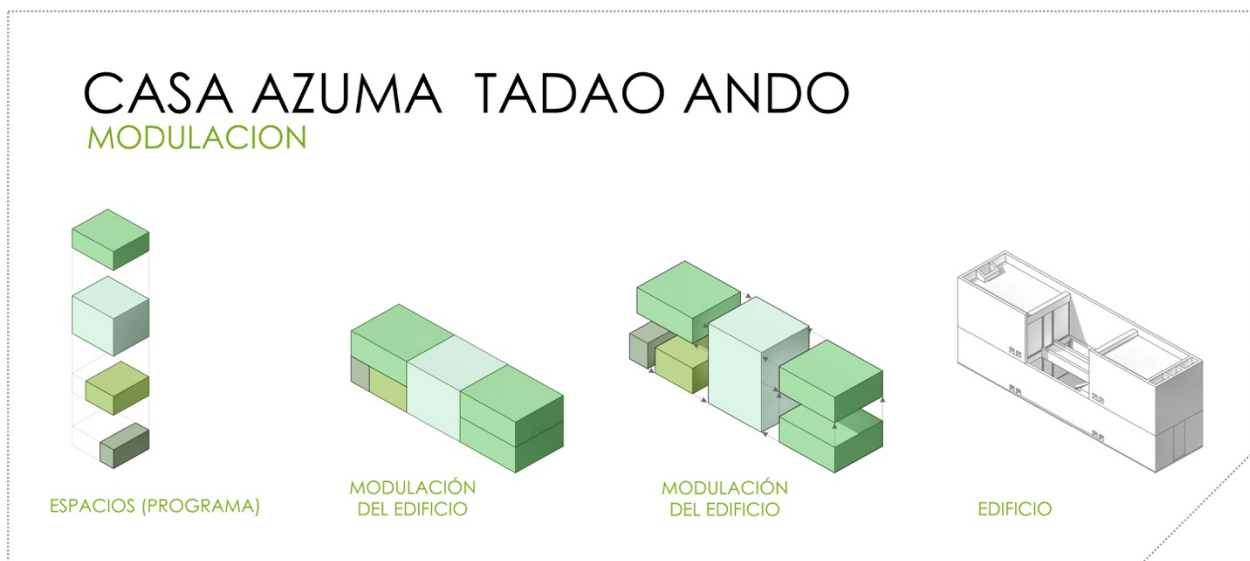 CASA AZUMA TADAO ANDO
MODULACION
ESPACIOS (PROGRAMA)
MODULACIÓN
DEL EDIFICIO
MODULACIÓN
DEL EDIFICIO
EDIFICIO